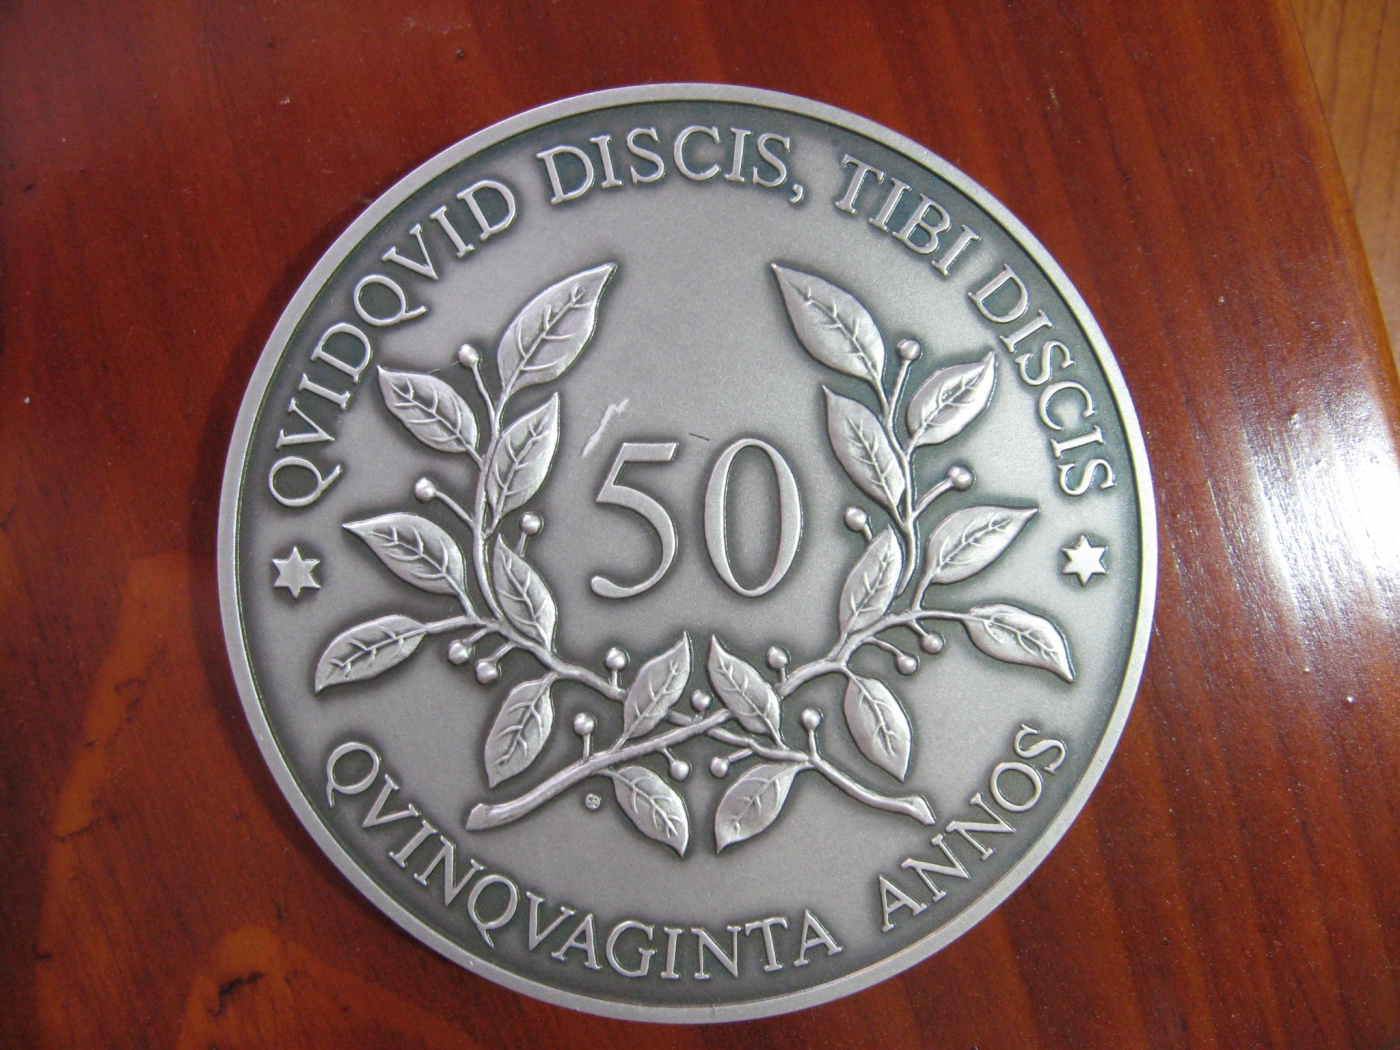 QVIDQVID DISCIS, TIBI DISCIS
50
QVINQVAGINTA ANNOS